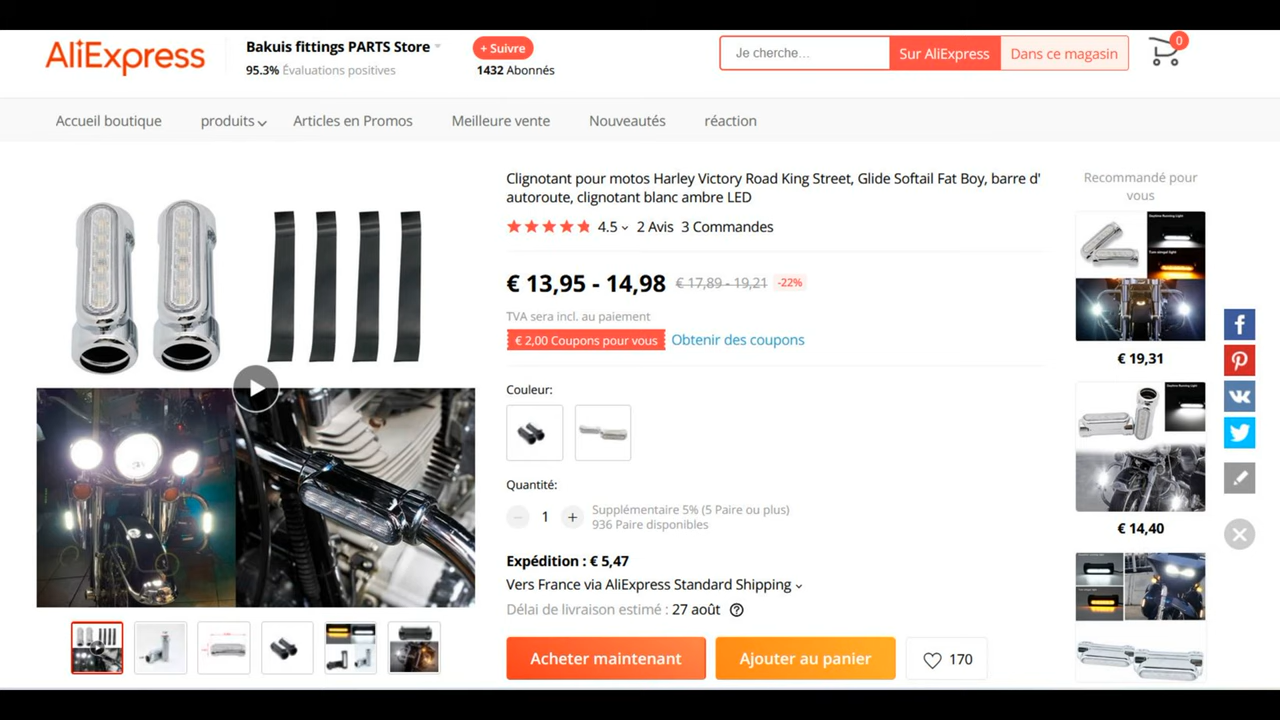 AliExpress
Bakuis fittings PARTS Store
95.3% Évaluations positives
+ Suivre
1432 Abonnés
Je cherche...
Sur AliExpress
Dans ce magasin
0
Accueil boutique
produits
Articles en Promos
Meilleure vente
Nouveautés
réaction
Clignotant pour motos Harley Victory Road King Street, Glide Softail Fat Boy, barre d'
autoroute, clignotant blanc ambre LED
4.5
2 Avis
3 Commandes
€ 13,95 - 14,98
€ 17,89 - 19,21
-22%
TVA sera incl. au paiement
€ 2,00 Coupons pour vous
Obtenir des coupons
Couleur:
Quantité:
1
Supplémentaire 5% (5 Paire ou plus)
936 Paire disponibles
Expédition : € 5,47
Vers France via AliExpress Standard Shipping
Délai de livraison estimé : 27 août
Acheter maintenant
Ajouter au panier
170
Recommandé pour
vous
€ 19,31
€ 14,40